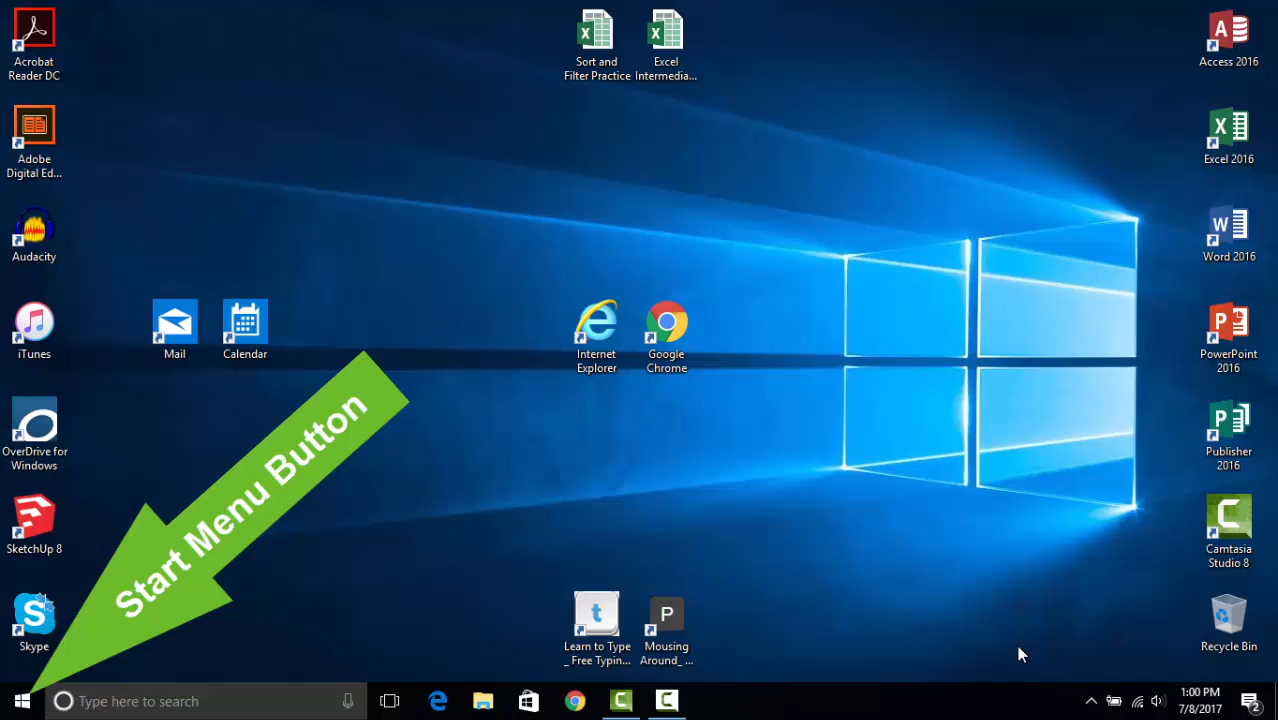 Acrobat
Reader DC
Sort and
Filter Practice
Excel
Intermedia...
Access 2016
Adobe
Digital Ed...
Excel 2016
Audacity
Word 2016
iTunes
Mail
Calendar
Internet
Explorer
Google
Chrome
PowerPoint
2016
Start Menu Button
OverDrive for
Windows
Publisher
2016
SketchUp 8
Camtasia
Studio 8
Skype
Learn to Type
_ Free Typin...
P
Mousing
Around_ ...
Recycle Bin
Type here to search
1:00 PM
7/8/2017
2